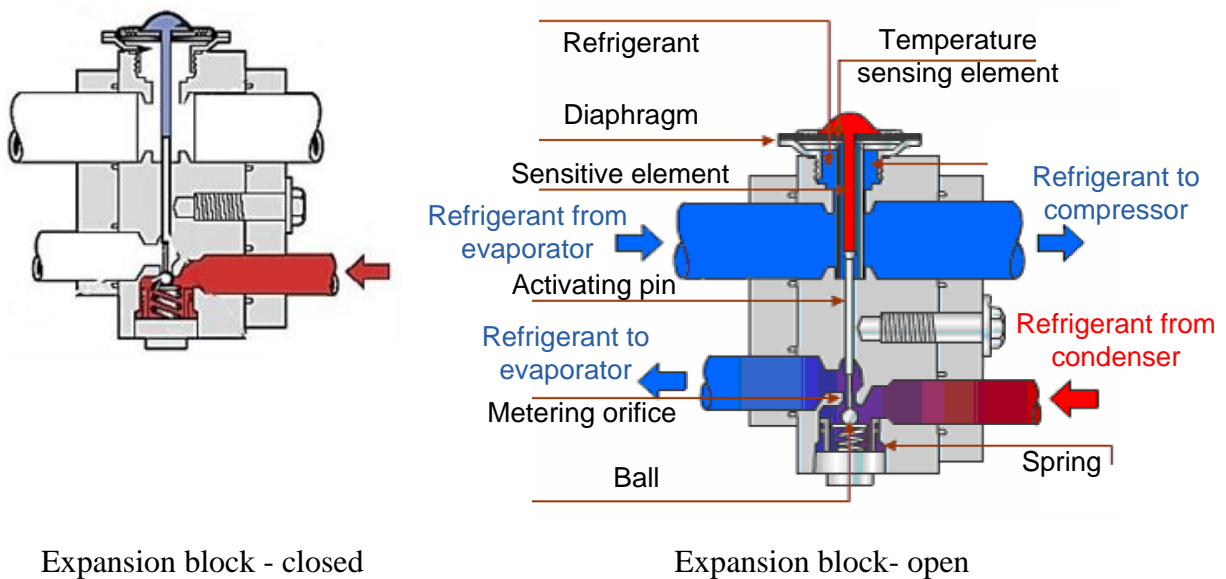 Refrigerant
Temperature
sensing element
Diaphragm
Sensitive element
Refrigerant to
compressor
Refrigerant from
evaporator
Activating pin
Refrigerant to
evaporator
Refrigerant from
condenser
Metering orifice
Spring
Ball
Expansion block - closed
Expansion block- open